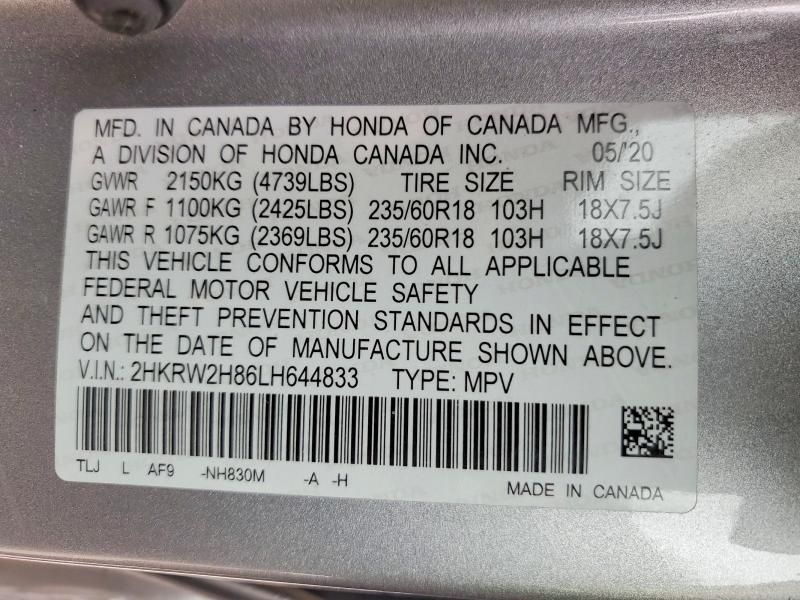 MFD. IN CANADA BY HONDA OF CANADA MFG.,
A DIVISION OF HONDA CANADA INC. 05/'20
GVWR 2150KG (4739LBS) TIRE SIZE RIM SIZE
GAWR F 1100KG (2425LBS) 235/60R18 103H 18X7.5J
GAWR R 1075KG (2369LBS) 235/60R18 103H 18X7.5J
THIS VEHICLE CONFORMS TO ALL APPLICABLE
FEDERAL MOTOR VEHICLE SAFETY
AND THEFT PREVENTION STANDARDS IN EFFECT
ON THE DATE OF MANUFACTURE SHOWN ABOVE.
V.I.N.: 2HKRW2H86LH644833 TYPE: MPV
TLJ L AF9 -NH830M -A -H
MADE IN CANADA